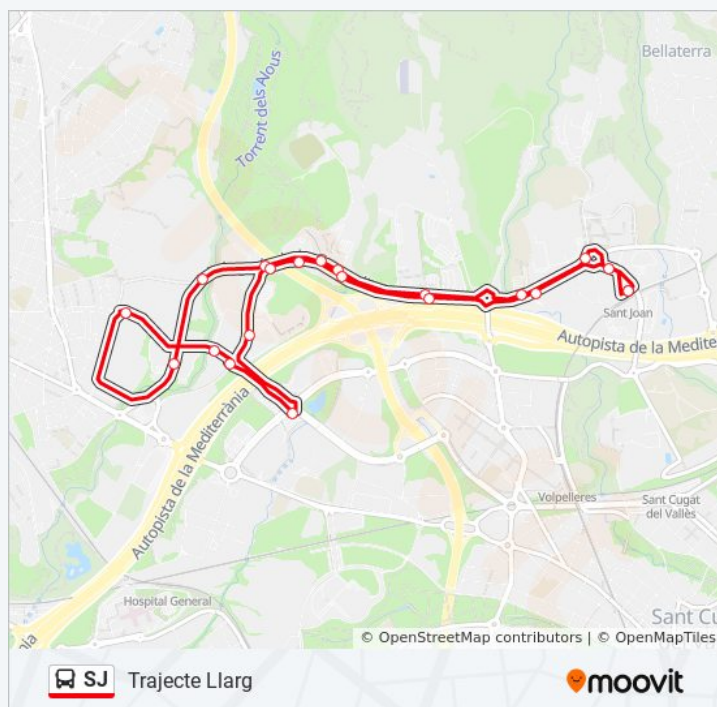 Bellaterra
Torrent dels Alous
Sant Joan
Autopista de la Mediterr
Autopista de la Mediterrània
Volpelleres
Sant Cugat
del Vallès
Hospital General
Sant Cu
© OpenStreetMap contributors | © OpenMapTiles
SJ
Trajecte Llarg
moovit